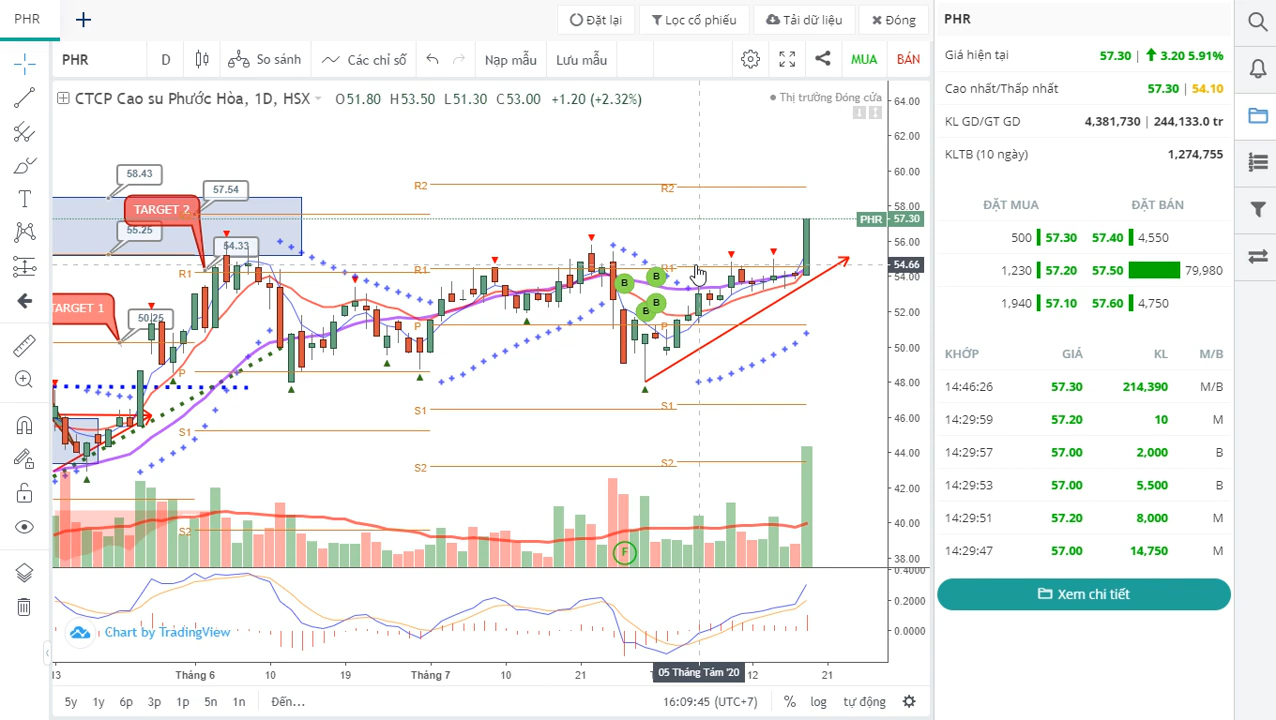 PHR
Đặt lại
Lọc cổ phiếu
Tải dữ liệu
Đóng
PHR
D
So sánh
Các chỉ số
Nạp mẫu
Lưu mẫu
MUA
BÁN
CTCP Cao su Phước Hòa, 1D, HSX
O51.80 H53.50 L51.30 C53.00 +1.20 (+2.32%)
Thị trường Đóng cửa
64.00
62.00
60.00
58.00
56.00
54.00
52.00
50.00
48.00
46.00
44.00
42.00
40.00
38.00
PHR 57.30
54.66
58.43
57.54
TARGET 2
55.25
54.33
TARGET 1
50.25
R1
P
S1
S2
R2
R1
P
S1
S2
R2
R1
P
S1
S2
B
B
B
B
F
0.4000
0.2000
0.0000
Chart by TradingView
13
Tháng 6
10
19
Tháng 7
10
21
05 Tháng Tám '20
12
21
5y
1y
6p
3p
1p
5n
1n
Đến...
16:09:45 (UTC+7)
%
log
tự động
PHR
Giá hiện tại
57.30 | 3.20 5.91%
Cao nhất/Thấp nhất
57.30 | 54.10
KL GD/GT GD
4,381,730 | 244,133.0 tr
KLTB (10 ngày)
1,274,755
ĐẶT MUA
ĐẶT BÁN
500 57.30 57.40 4,550
1,230 57.20 57.50 79,980
1,940 57.10 57.60 4,750
KHỚP GIÁ KL M/B
14:46:26 57.30 214,390 M/B
14:29:59 57.20 10 M
14:29:57 57.00 2,000 B
14:29:53 57.00 5,500 B
14:29:51 57.20 8,000 M
14:29:47 57.00 14,750 M
Xem chi tiết